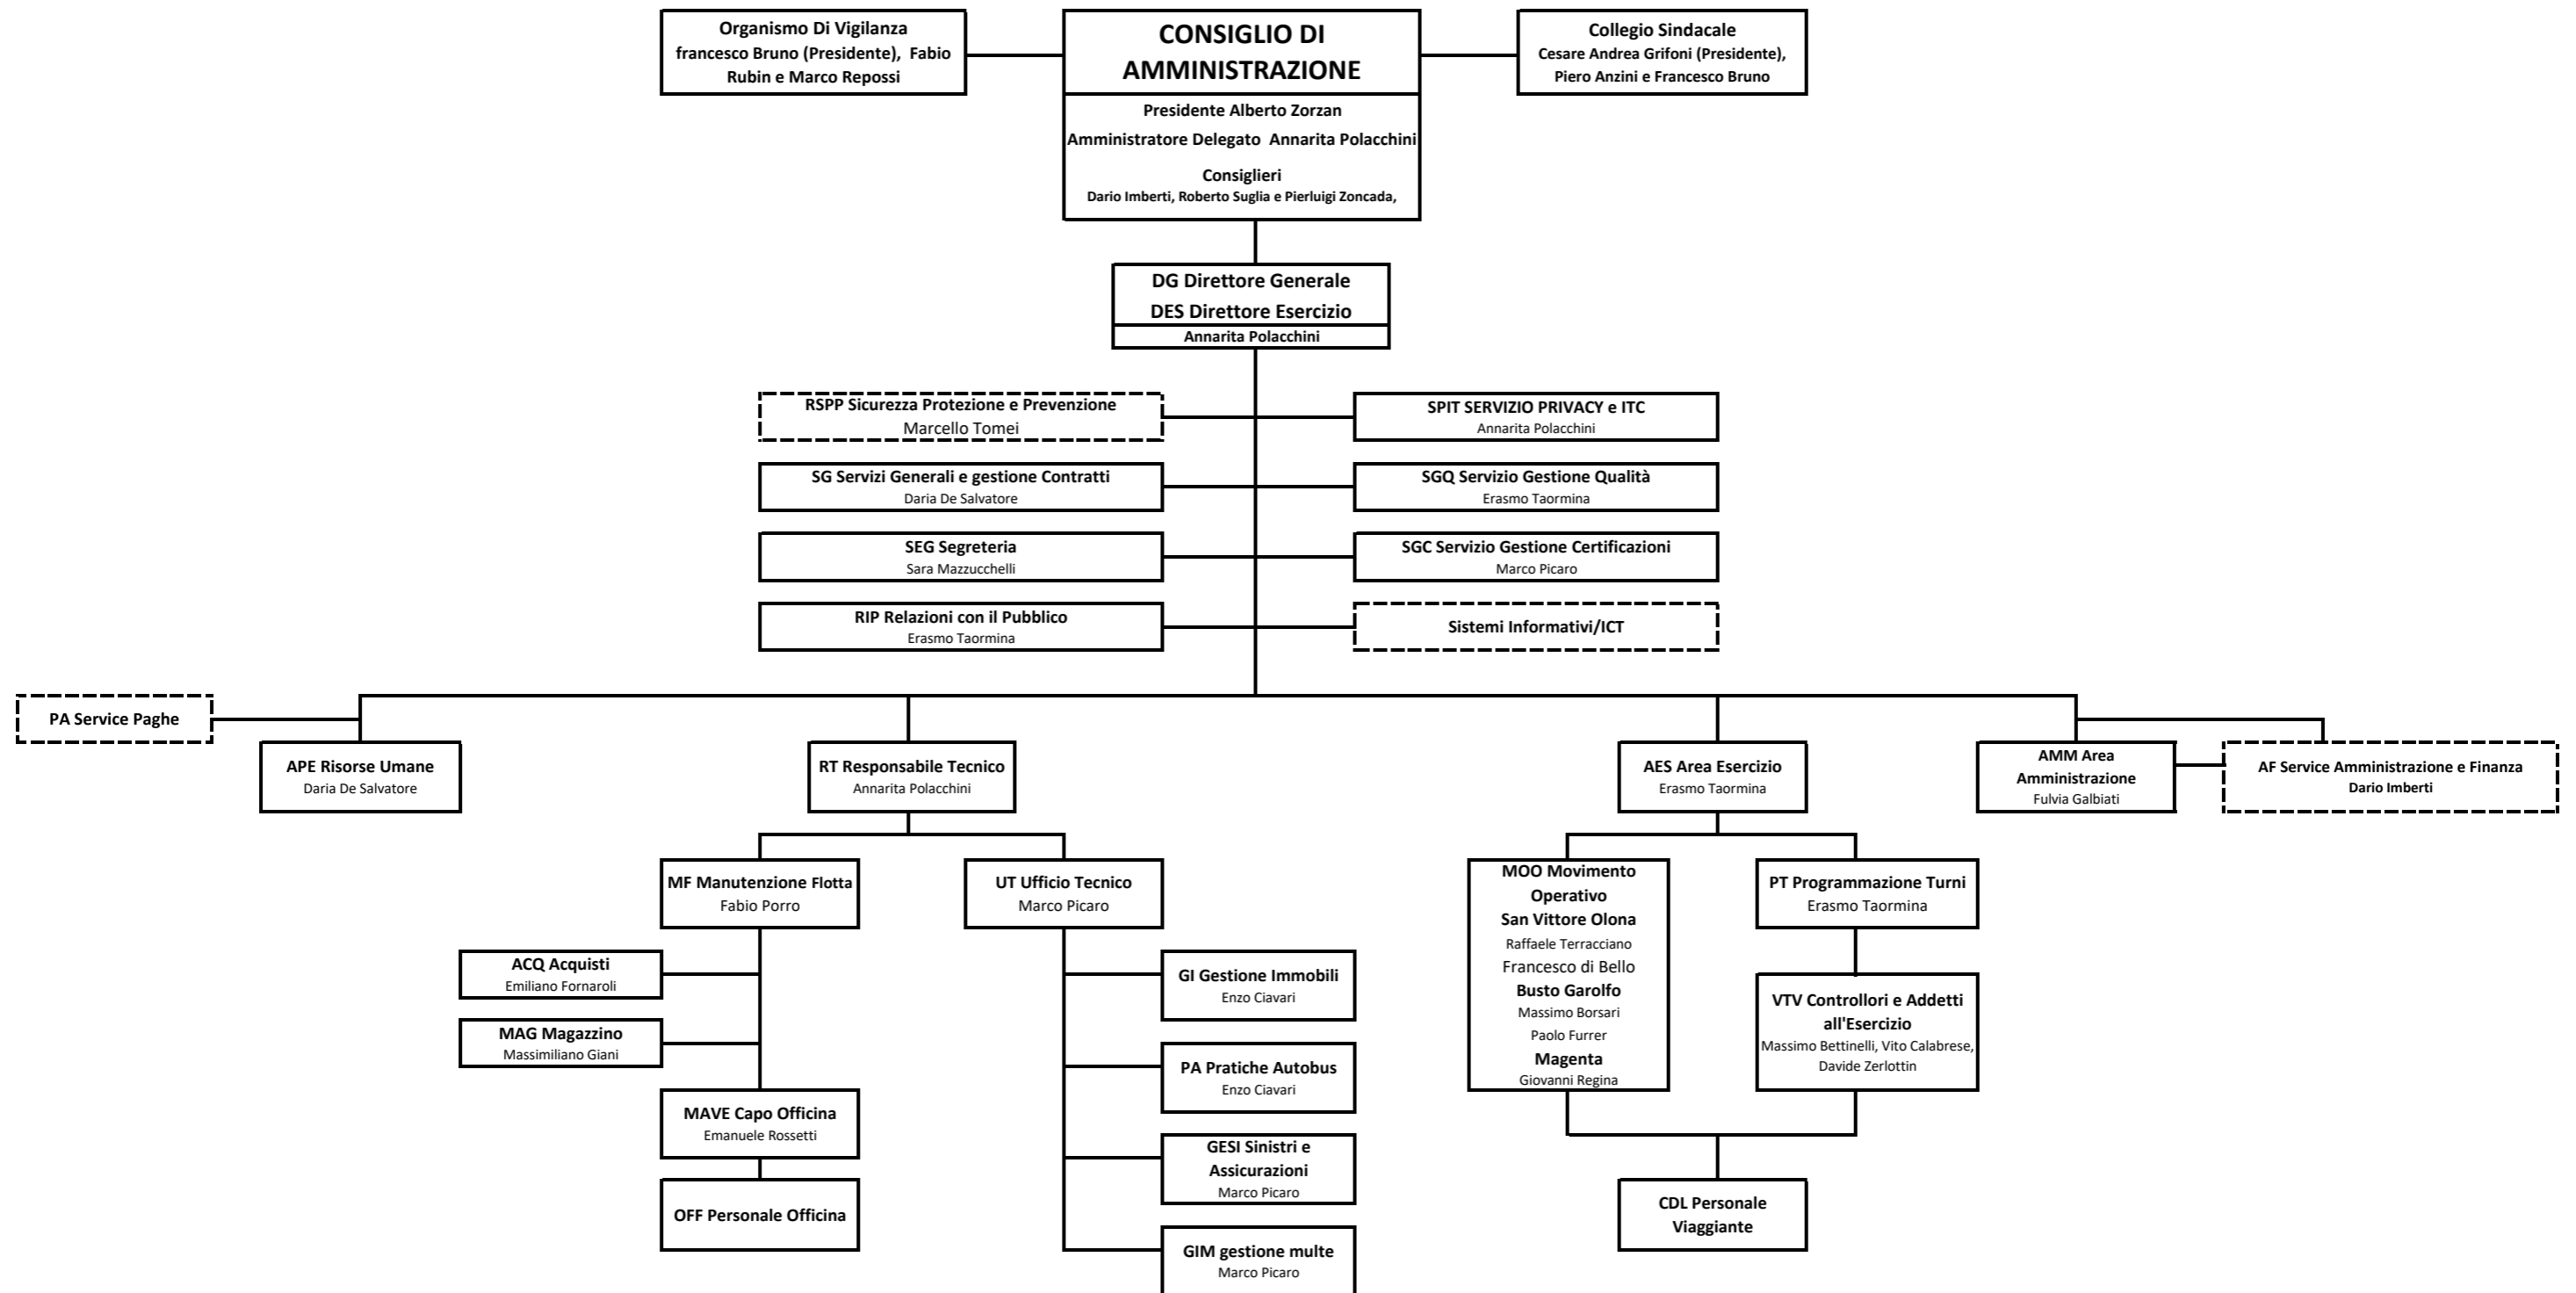 Organismo Di Vigilanza
francesco Bruno (Presidente), Fabio
Rubin e Marco Repossi
CONSIGLIO DI
AMMINISTRAZIONE
Presidente Alberto Zorzan
Amministratore Delegato Annarita Polacchini
Consiglieri
Dario Imberti, Roberto Suglia e Pierluigi Zoncada,
Collegio Sindacale
Cesare Andrea Grifoni (Presidente),
Piero Anzini e Francesco Bruno
DG Direttore Generale
DES Direttore Esercizio
Annarita Polacchini
RSPP Sicurezza Protezione e Prevenzione
Marcello Tomei
SPIT SERVIZIO PRIVACY e ITC
Annarita Polacchini
SG Servizi Generali e gestione Contratti
Daria De Salvatore
SGQ Servizio Gestione Qualità
Erasmo Taormina
SEG Segreteria
Sara Mazzucchelli
SGC Servizio Gestione Certificazioni
Marco Picaro
RIP Relazioni con il Pubblico
Erasmo Taormina
Sistemi Informativi/ICT
PA Service Paghe
APE Risorse Umane
Daria De Salvatore
RT Responsabile Tecnico
Annarita Polacchini
AES Area Esercizio
Erasmo Taormina
AMM Area
Amministrazione
Fulvia Galbiati
AF Service Amministrazione e Finanza
Dario Imberti
MF Manutenzione Flotta
Fabio Porro
UT Ufficio Tecnico
Marco Picaro
MOO Movimento
Operativo
San Vittore Olona
Raffaele Terracciano
Francesco di Bello
Busto Garolfo
Massimo Borsari
Paolo Furrer
Magenta
Giovanni Regina
PT Programmazione Turni
Erasmo Taormina
ACQ Acquisti
Emiliano Fornaroli
MAG Magazzino
Massimiliano Giani
GI Gestione Immobili
Enzo Ciavari
VTV Controllori e Addetti
all'Esercizio
Massimo Bettinelli, Vito Calabrese,
Davide Zerlottin
PA Pratiche Autobus
Enzo Ciavari
MAVE Capo Officina
Emanuele Rossetti
GESI Sinistri e
Assicurazioni
Marco Picaro
OFF Personale Officina
CDL Personale
Viaggiante
GIM gestione multe
Marco Picaro